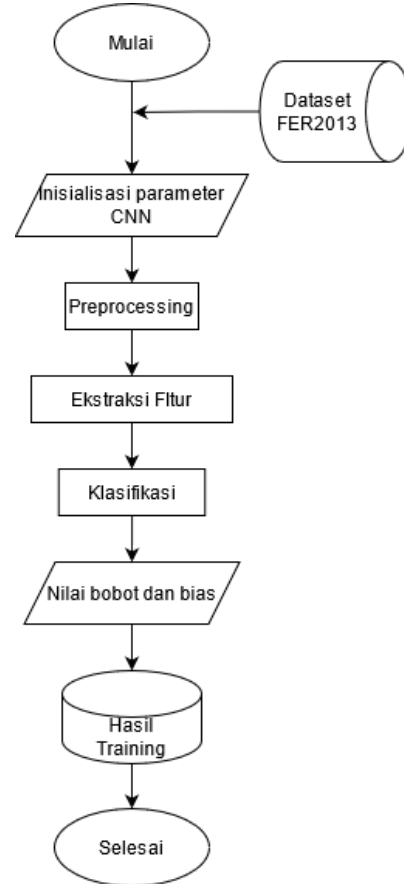 Mulai
Dataset
FER2013
Inisialisasi parameter
CNN
Preprocessing
Ekstraksi FItur
Klasifikasi
Nilai bobot dan bias
Hasil
Training
Selesai